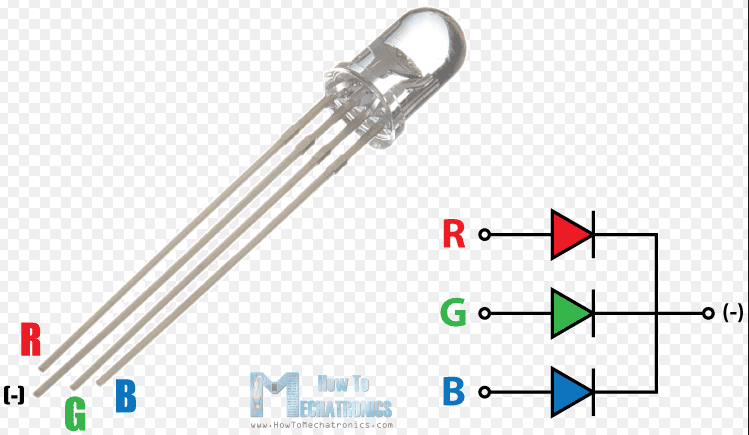 R
(-)
G
B
R
G
B
(-)
How To
MECHATRONICS
www.HowToMechatronics.com